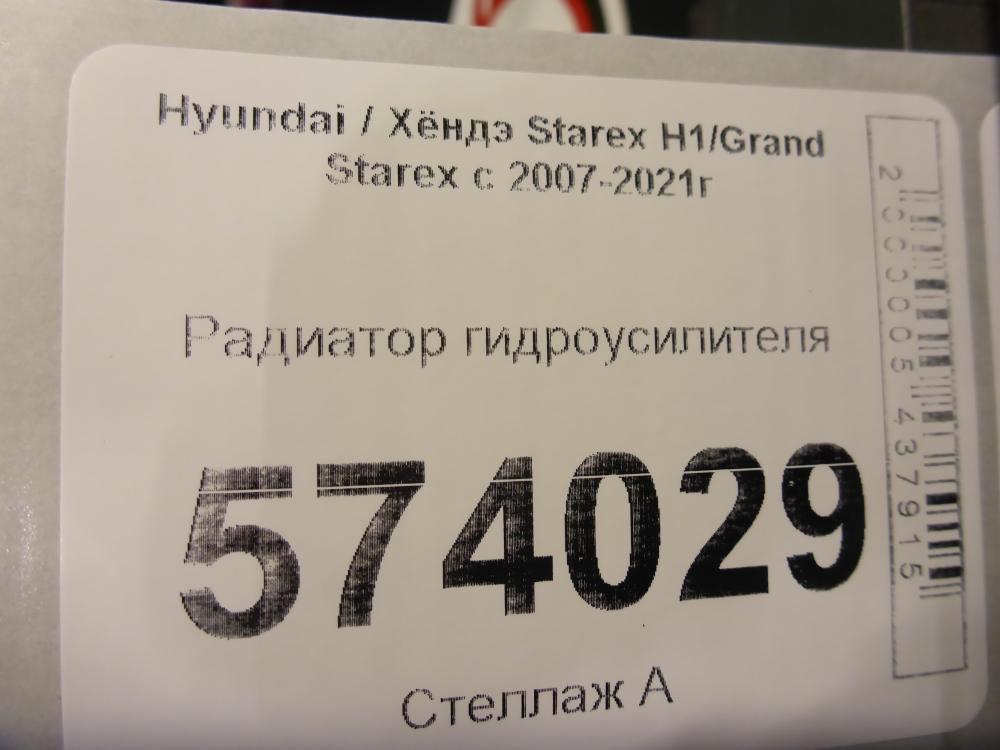 Hyundai / Хёндэ Starex H1/Grand
Starex с 2007-2021г
Радиатор гидроусилителя
574029
Стеллаж А
2000005437915